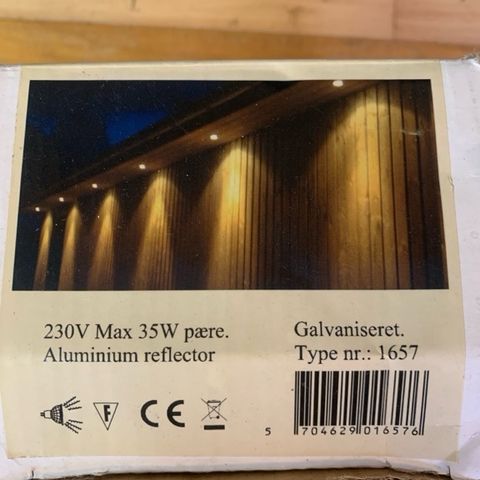 230V Max 35W pære.
Aluminium reflector
Galvaniseret.
Type nr.: 1657
F
CE
5 704629 016576